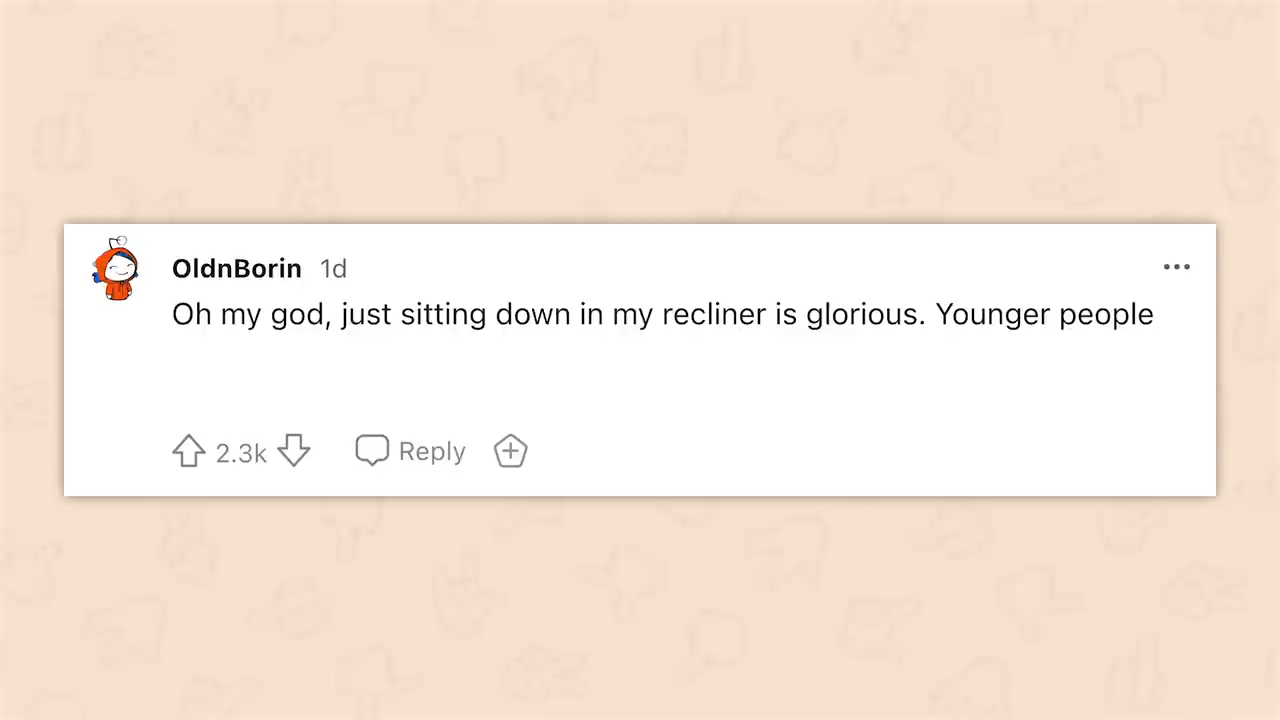 OldnBorin 1d
Oh my god, just sitting down in my recliner is glorious. Younger people
2.3k Reply